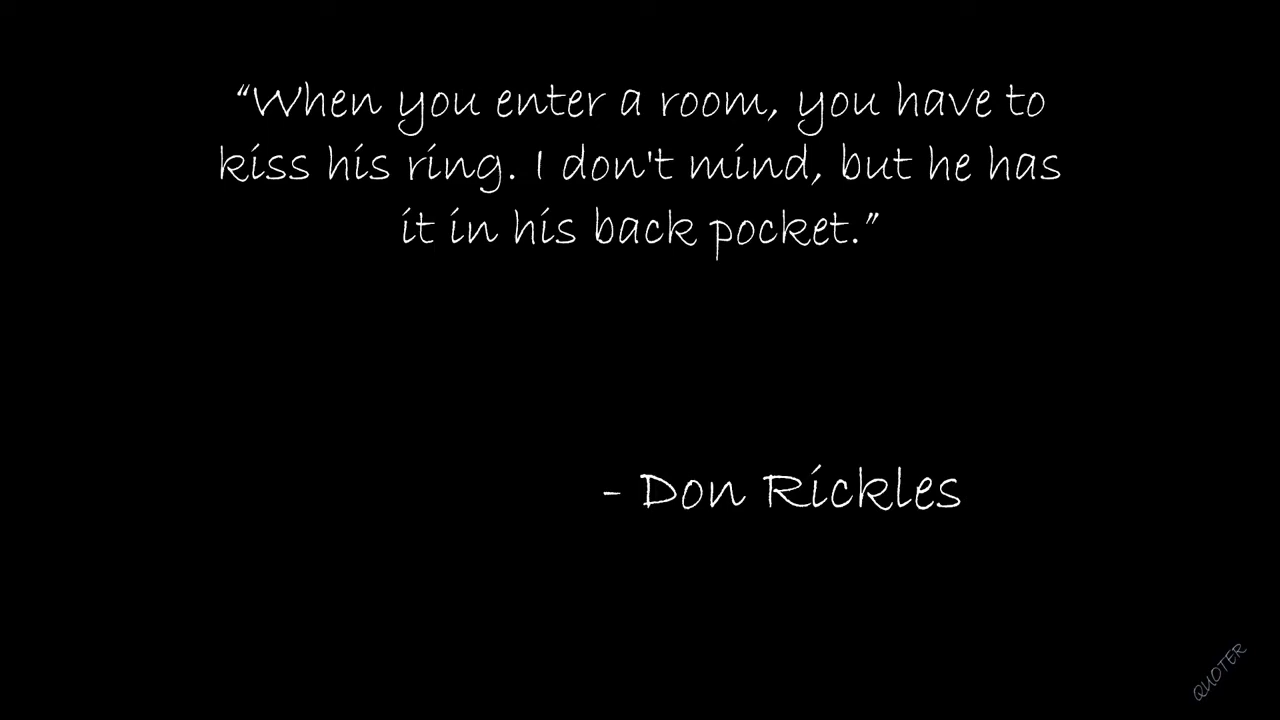 “When you enter a room, you have to
kiss his ring. I don't mind, but he has
it in his back pocket.”
- Don Rickles
QUOTER